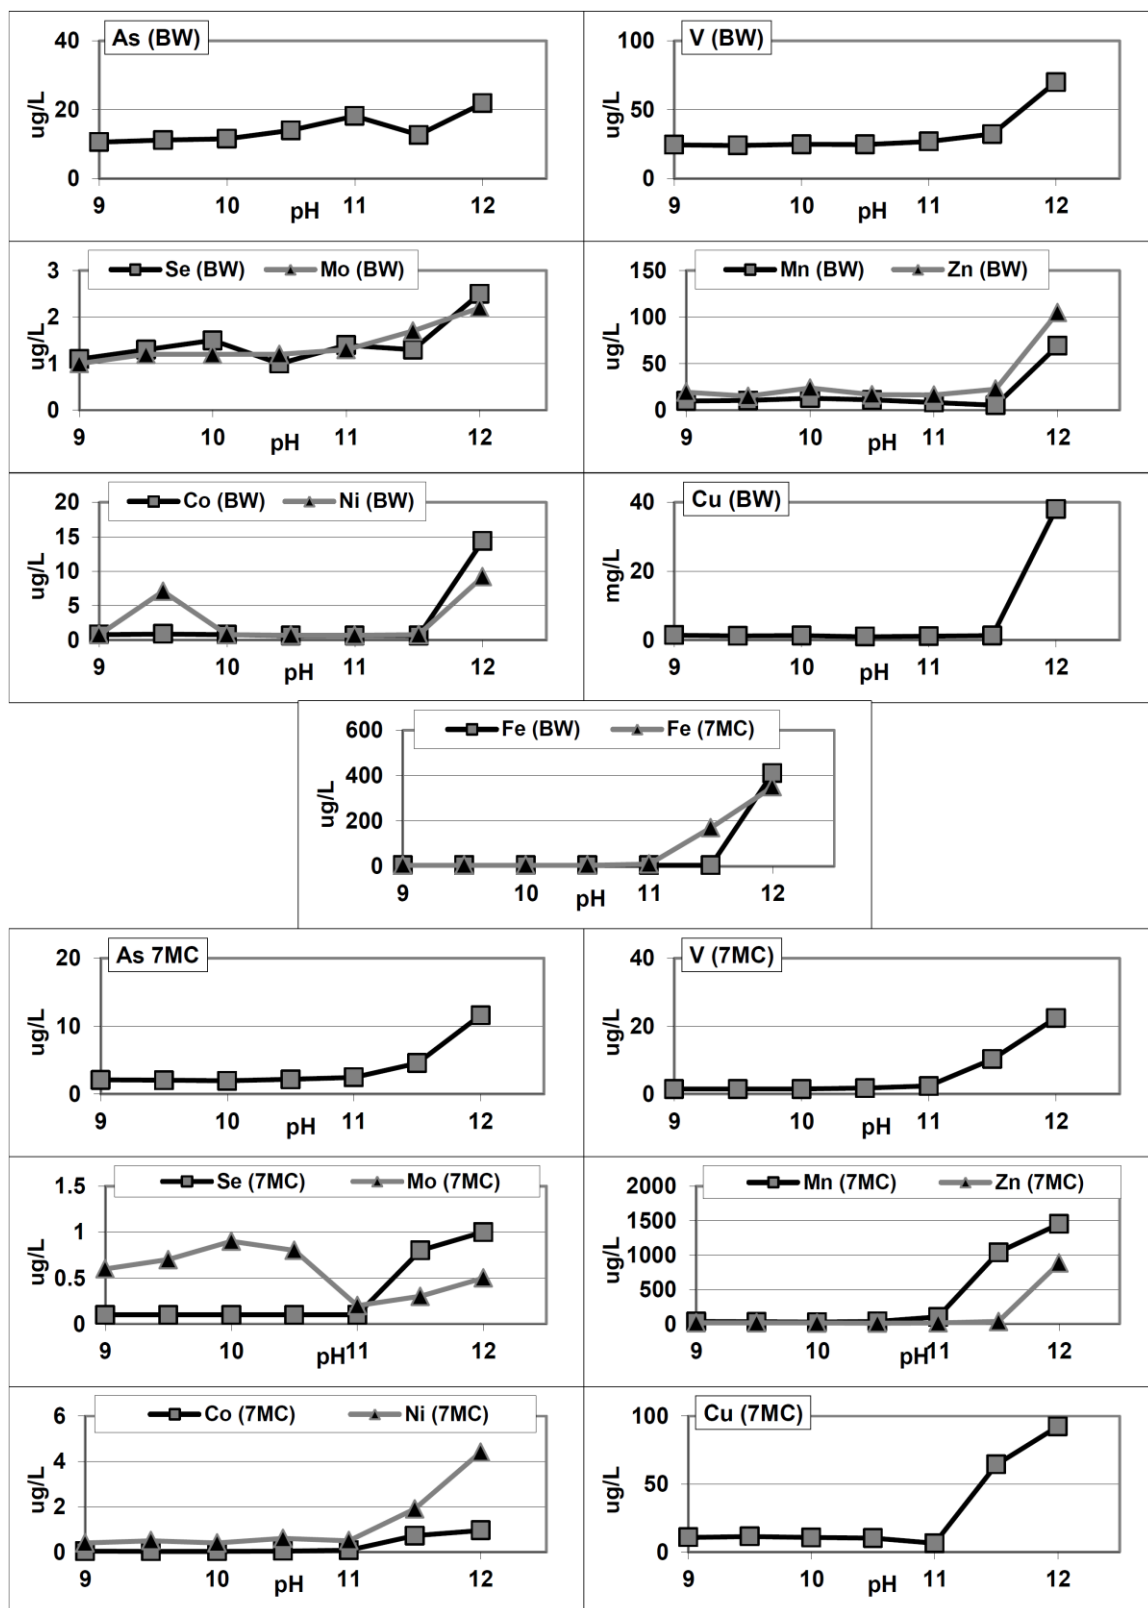 As (BW)
40
20
0
ug/L
9 10 11 12
pH
V (BW)
100
50
0
ug/L
9 10 11 12
pH
Se (BW) Mo (BW)
3
2
1
0
ug/L
9 10 11 12
pH
Mn (BW) Zn (BW)
150
100
50
0
ug/L
9 10 11 12
pH
Co (BW) Ni (BW)
20
15
10
5
0
ug/L
9 10 11 12
pH
Cu (BW)
40
20
0
mg/L
9 10 11 12
pH
Fe (BW) Fe (7MC)
600
400
200
0
ug/L
9 10 11 12
pH
As 7MC
20
10
0
ug/L
9 10 11 12
pH
V (7MC)
40
20
0
ug/L
9 10 11 12
pH
Se (7MC) Mo (7MC)
1.5
1
0.5
0
ug/L
9 10 11 12
pH
Mn (7MC) Zn (7MC)
2000
1500
1000
500
0
ug/L
9 10 11 12
pH
Co (7MC) Ni (7MC)
6
4
2
0
ug/L
9 10 11 12
pH
Cu (7MC)
100
50
0
ug/L
9 10 11 12
pH